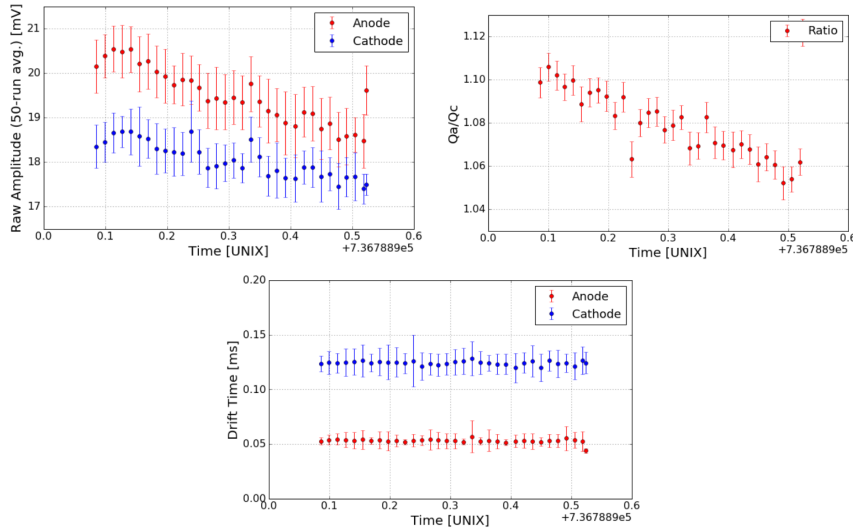 Raw Amplitude (50-run avg.) [mV]
21
20
19
18
17
Anode
Cathode
0.0 0.1 0.2 0.3 0.4 0.5 0.6
+7.367889e5
Time [UNIX]
Qa/Qc
1.10
1.08
1.06
1.04
Ratio
0.0 0.1 0.2 0.3 0.4 0.5 0.6
+7.367889e5
Time [UNIX]
Drift Time [ms]
0.20
0.15
0.10
0.05
0.00
Anode
Cathode
0.0 0.1 0.2 0.3 0.4 0.5 0.6
+7.367889e5
Time [UNIX]